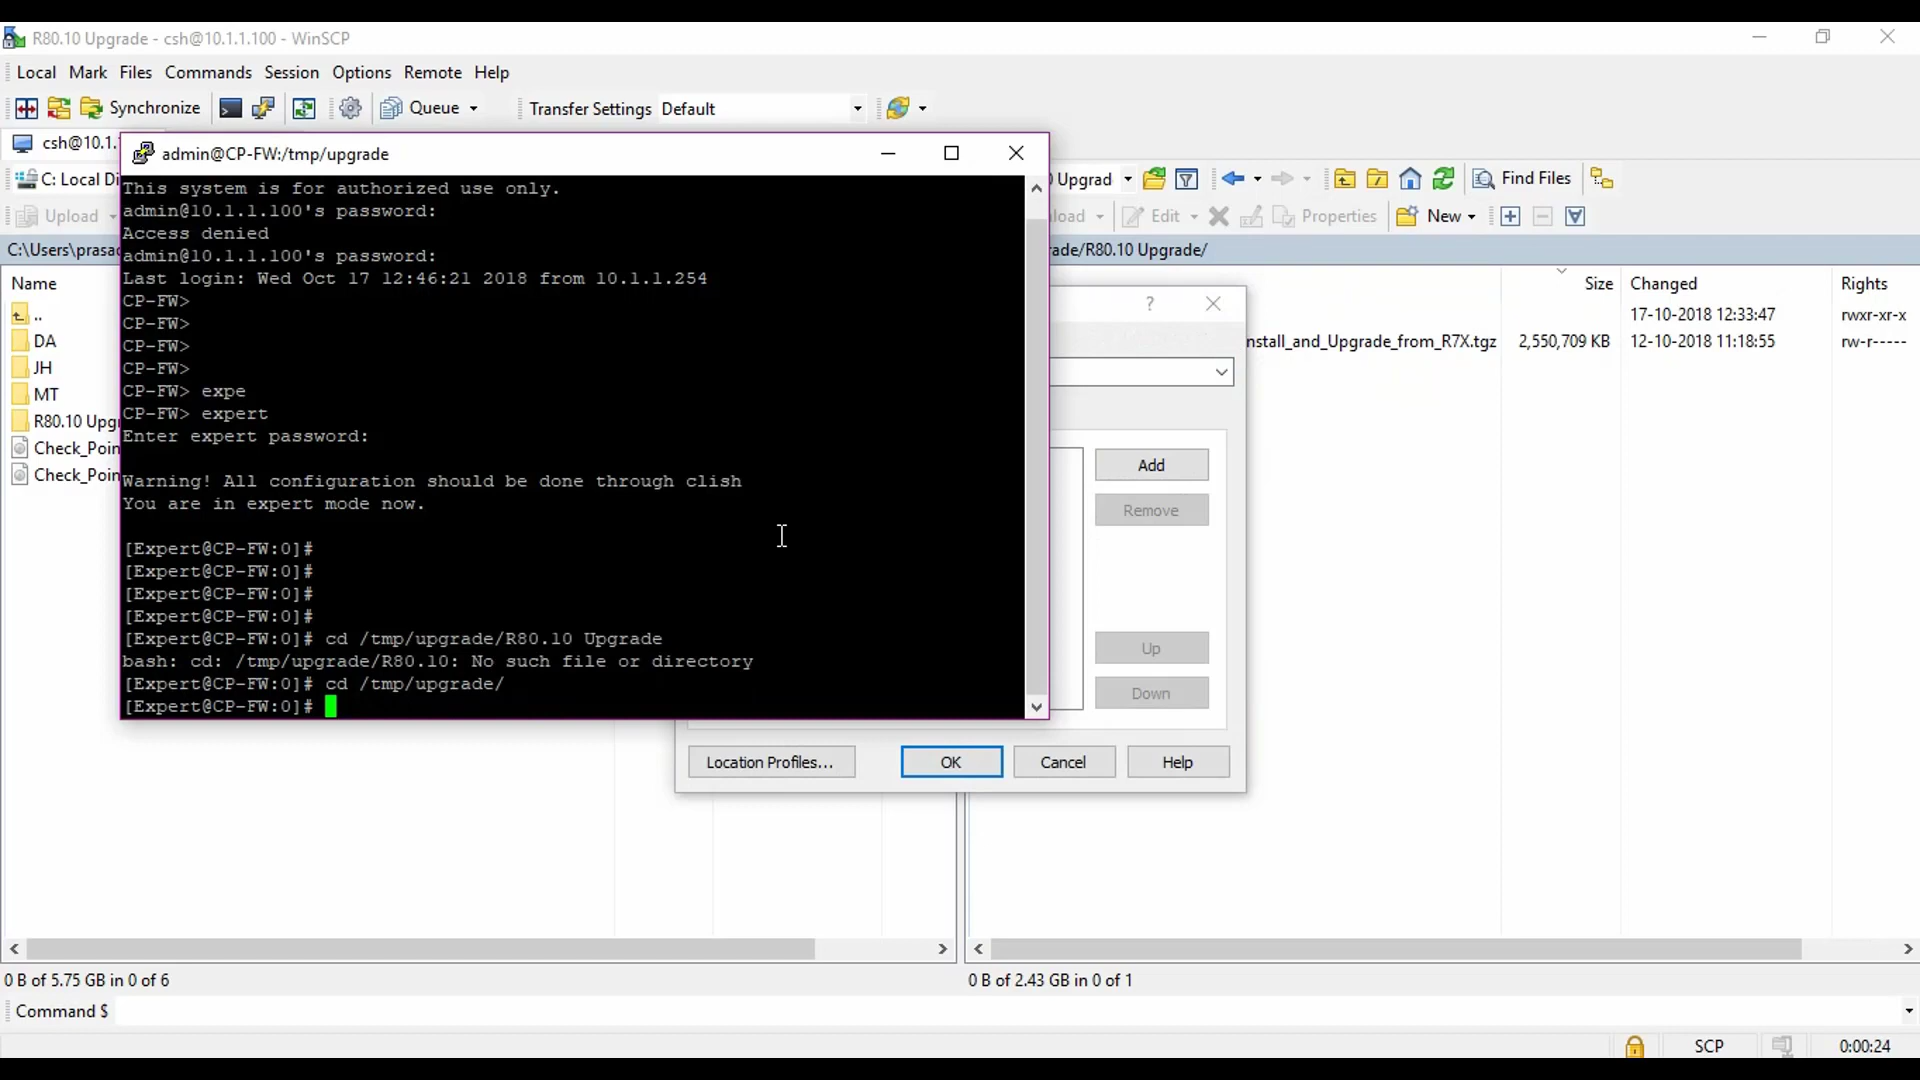 R80.10 Upgrade - csh@10.1.1.100 - WinSCP
Local Mark Files Commands Session Options Remote Help
Synchronize Queue Transfer Settings Default
csh@10.1.
admin@CP-FW:/tmp/upgrade
C: Local Di
Upgrad Find Files
Upload
Edit Properties New
C:\Users\prasad
ade/R80.10 Upgrade/
Name
Size Changed Rights
..
17-10-2018 12:33:47 rwxr-xr-x
DA
nstall_and_Upgrade_from_R7X.tgz 2,550,709 KB 12-10-2018 11:18:55 rw-r-----
JH
MT
R80.10 Upg
Check_Poin
Check_Poin
This system is for authorized use only.
admin@10.1.1.100's password:
Access denied
admin@10.1.1.100's password:
Last login: Wed Oct 17 12:46:21 2018 from 10.1.1.254
CP-FW>
CP-FW>
CP-FW>
CP-FW>
CP-FW> expe
CP-FW> expert
Enter expert password:
Warning! All configuration should be done through clish
You are in expert mode now.
[Expert@CP-FW:0]#
[Expert@CP-FW:0]#
[Expert@CP-FW:0]#
[Expert@CP-FW:0]#
[Expert@CP-FW:0]# cd /tmp/upgrade/R80.10 Upgrade
bash: cd: /tmp/upgrade/R80.10: No such file or directory
[Expert@CP-FW:0]# cd /tmp/upgrade/
[Expert@CP-FW:0]#
?
Add
Remove
Up
Down
Location Profiles... OK Cancel Help
0 B of 5.75 GB in 0 of 6
0 B of 2.43 GB in 0 of 1
Command $
SCP 0:00:24